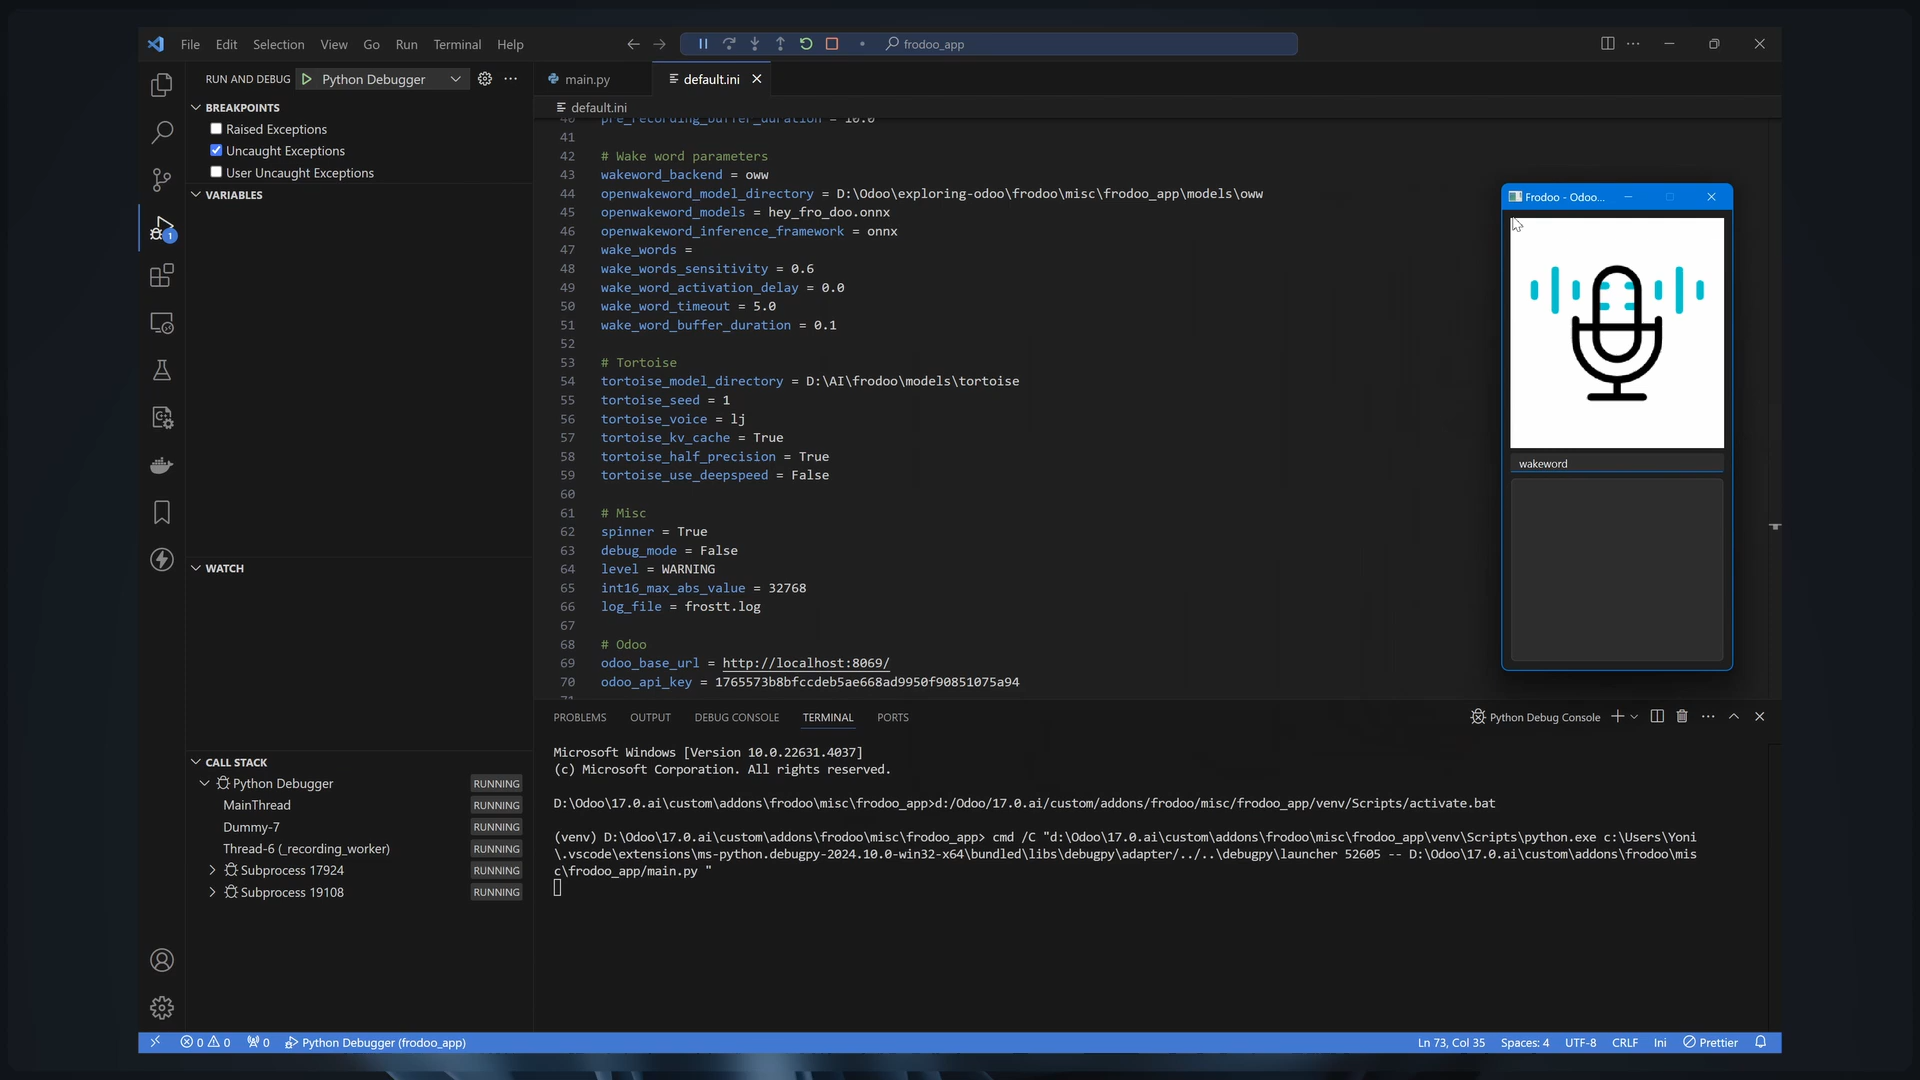 File Edit Selection View Go Run Terminal Help
frodoo_app
RUN AND DEBUG Python Debugger
BREAKPOINTS
Raised Exceptions
Uncaught Exceptions
User Uncaught Exceptions
VARIABLES
WATCH
CALL STACK
Python Debugger RUNNING
MainThread RUNNING
Dummy-7 RUNNING
Thread-6 (_recording_worker) RUNNING
Subprocess 17924 RUNNING
Subprocess 19108 RUNNING
1
main.py
default.ini
default.ini
40 pre_recording_buffer_duration = 10.0
41
42 # Wake word parameters
43 wakeword_backend = oww
44 openwakeword_model_directory = D:\Odoo\exploring-odoo\frodoo\misc\frodoo_app\models\oww
45 openwakeword_models = hey_fro_doo.onnx
46 openwakeword_inference_framework = onnx
47 wake_words =
48 wake_words_sensitivity = 0.6
49 wake_word_activation_delay = 0.0
50 wake_word_timeout = 5.0
51 wake_word_buffer_duration = 0.1
52
53 # Tortoise
54 tortoise_model_directory = D:\AI\frodoo\models\tortoise
55 tortoise_seed = 1
56 tortoise_voice = lj
57 tortoise_kv_cache = True
58 tortoise_half_precision = True
59 tortoise_use_deepspeed = False
60
61 # Misc
62 spinner = True
63 debug_mode = False
64 level = WARNING
65 int16_max_abs_value = 32768
66 log_file = frostt.log
67
68 # Odoo
69 odoo_base_url = http://localhost:8069/
70 odoo_api_key = 1765573b8bfccdeb5ae668ad9950f90851075a94
71
Frodoo - Odoo...
wakeword
PROBLEMS OUTPUT DEBUG CONSOLE TERMINAL PORTS
Python Debug Console
Microsoft Windows [Version 10.0.22631.4037]
(c) Microsoft Corporation. All rights reserved.
D:\Odoo\17.0.ai\custom\addons\frodoo\misc\frodoo_app>d:/Odoo/17.0.ai/custom/addons/frodoo/misc/frodoo_app/venv/Scripts/activate.bat
(venv) D:\Odoo\17.0.ai\custom\addons\frodoo\misc\frodoo_app> cmd /C "d:\Odoo\17.0.ai\custom\addons\frodoo\misc\frodoo_app\venv\Scripts\python.exe c:\Users\Yoni
\.vscode\extensions\ms-python.debugpy-2024.10.0-win32-x64\bundled\libs\debugpy\adapter/../..\debugpy\launcher 52605 -- D:\Odoo\17.0.ai\custom\addons\frodoo\mis
c\frodoo_app/main.py "
0 0 0 Python Debugger (frodoo_app)
Ln 73, Col 35 Spaces: 4 UTF-8 CRLF Ini Prettier